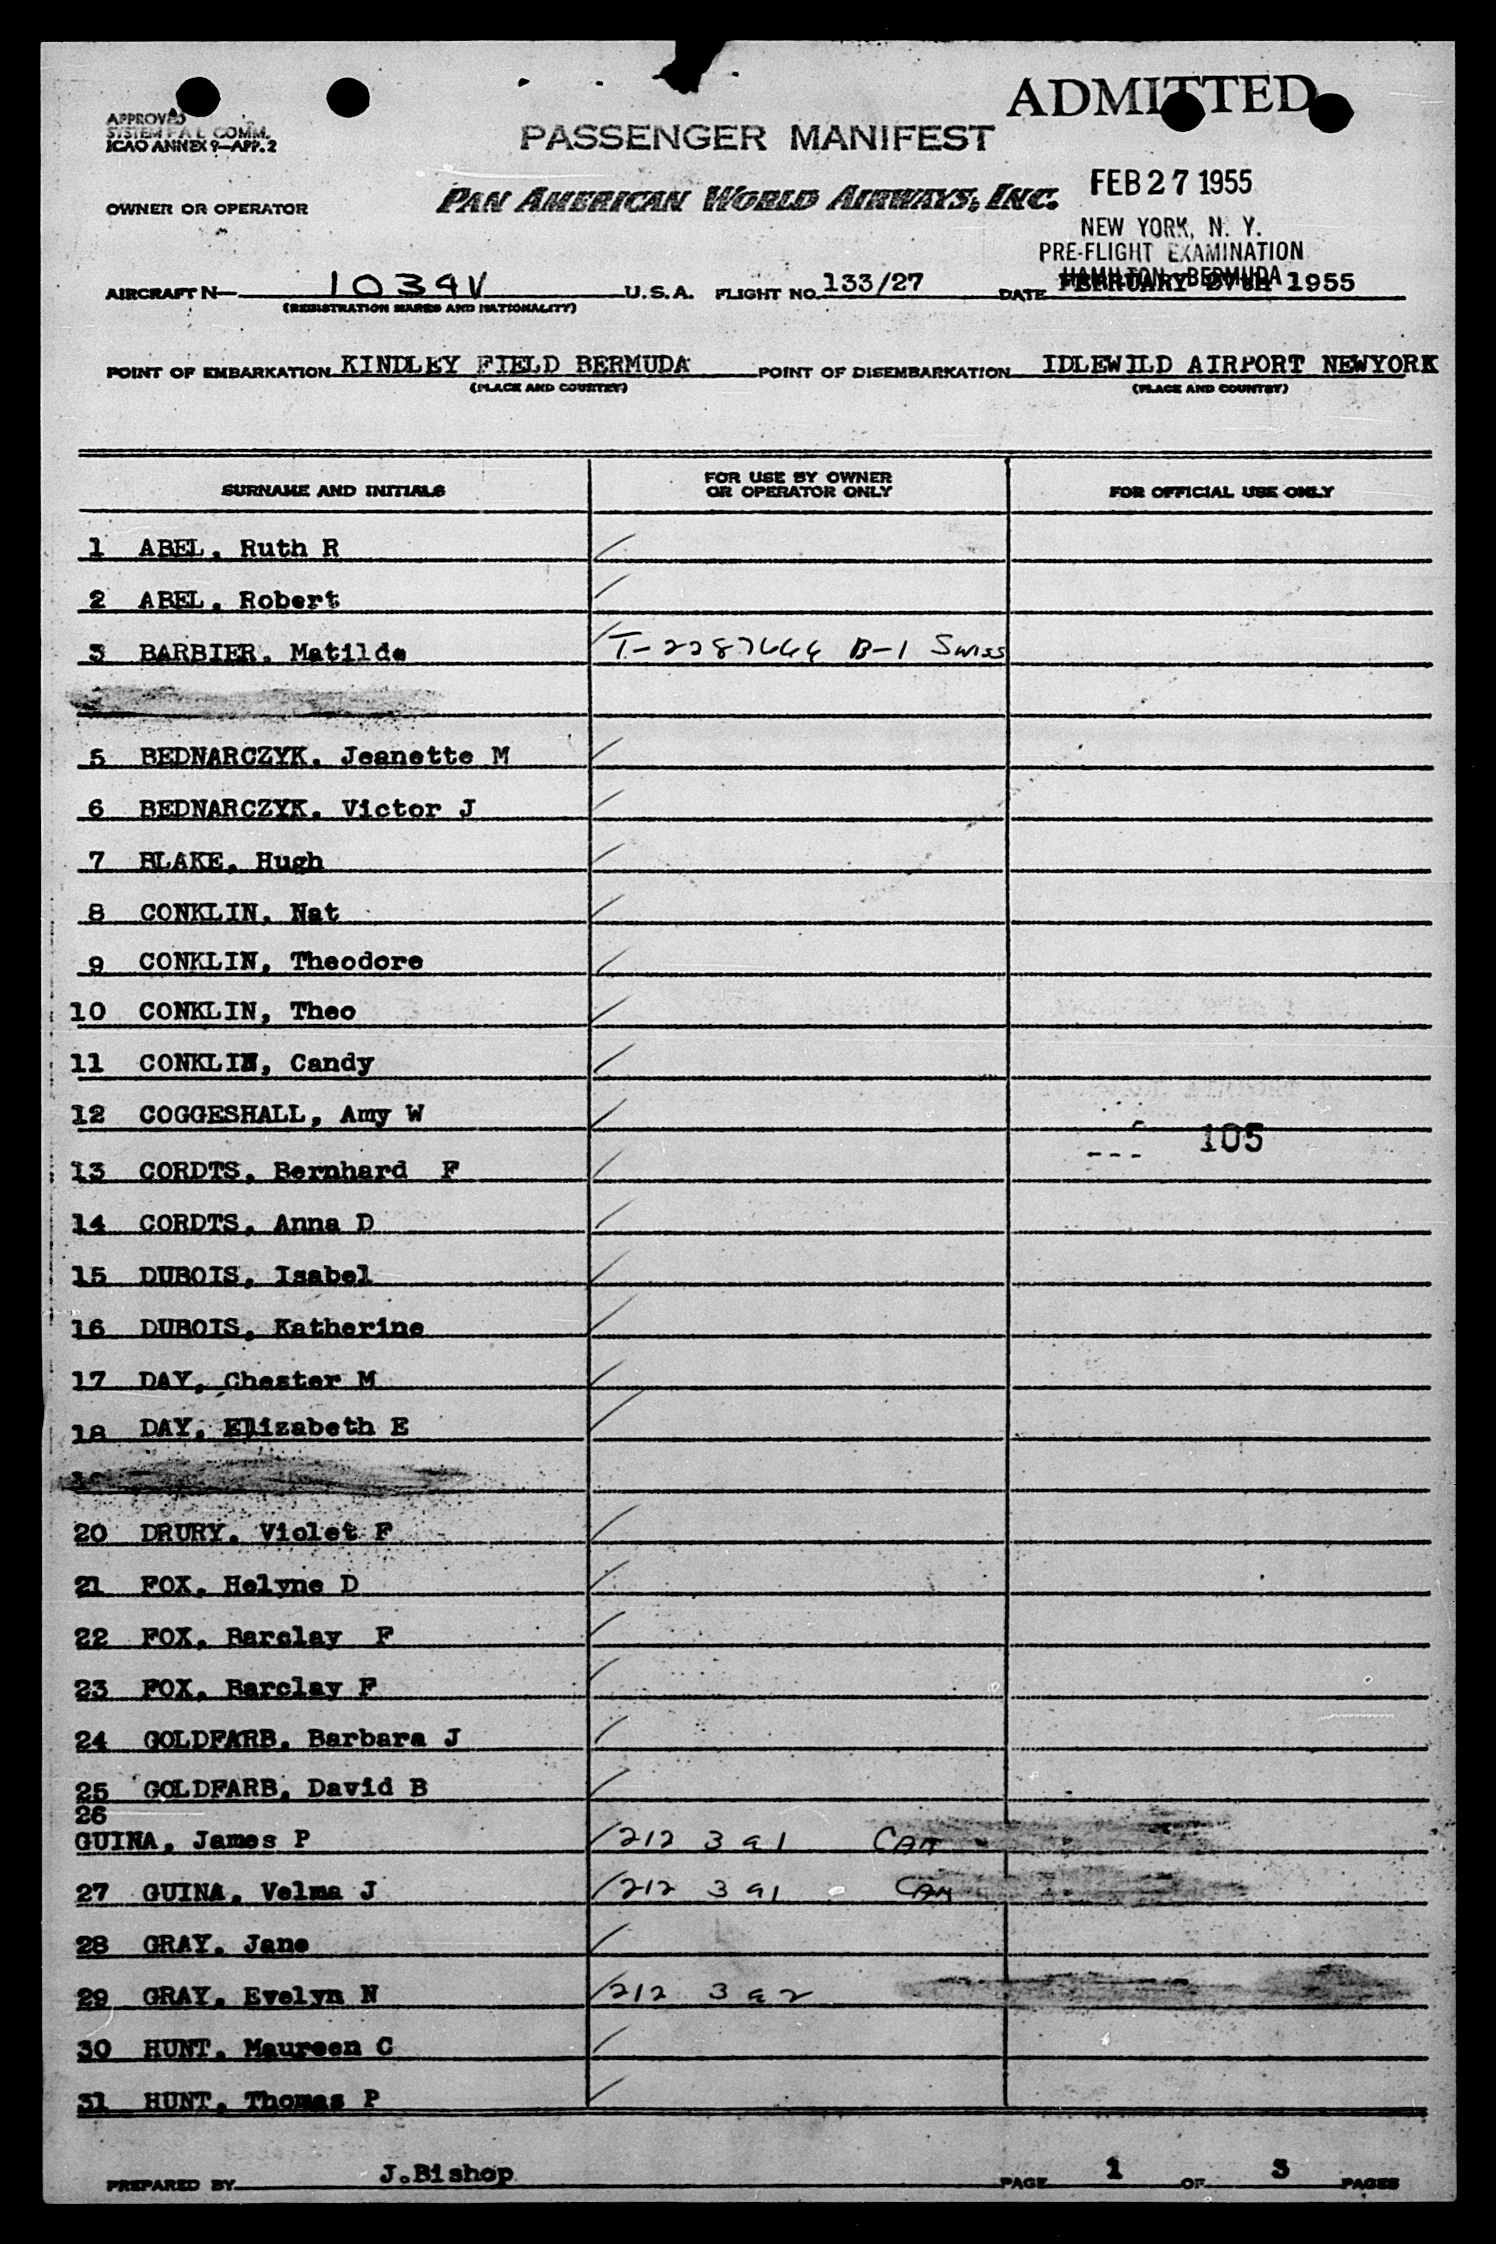 ADMITTED
APPROVED
SYSTEM F A L COMM.
ICAO ANNEX 9—APP. 2
PASSENGER MANIFEST
FEB 27 1955
OWNER OR OPERATOR PAN AMERICAN WORLD AIRWAYS, INC.
NEW YORK, N. Y.
PRE-FLIGHT EXAMINATION
HAMILTON - BERMUDA
AIRCRAFT N— 1039V U.S.A. FLIGHT NO. 133/27 DATE FEBRUARY 27th 1955
(REGISTRATION MARKS AND NATIONALITY)
POINT OF EMBARKATION KINDLEY FIELD BERMUDA POINT OF DISEMBARKATION IDLEWILD AIRPORT NEWYORK
(PLACE AND COUNTRY) (PLACE AND COUNTRY)
SURNAME AND INITIALS FOR USE BY OWNER OR OPERATOR ONLY FOR OFFICIAL USE ONLY
1 ABEL, Ruth R
2 ABEL, Robert
3 BARBIER, Matilde T-2287664 B-1 Swiss
5 BEDNARCZYK, Jeanette M
6 BEDNARCZYK, Victor J
7 BLAKE, Hugh
8 CONKLIN, Nat
9 CONKLIN, Theodore
10 CONKLIN, Theo
11 CONKLIN, Candy
12 COGGESHALL, Amy W
105
13 CORDTS, Bernhard F
14 CORDTS, Anna D
15 DUBOIS, Isabel
16 DUBOIS, Katherine
17 DAY, Chester M
18 DAY, Elizabeth E
19
20 DRURY, Violet F
21 FOX, Helyne D
22 FOX, Barclay F
23 FOX, Barclay F
24 GOLDFARB, Barbara J
25 GOLDFARB, David B
26
GUINA, James P 212 391 CAN
27 GUINA, Velma J 212 391 CAN
28 GRAY, Jane
29 GRAY, Evelyn N 212 392
30 HUNT, Maureen C
31 HUNT, Thomas P
PREPARED BY J.Bishop PAGE 1 OF 3 PAGES